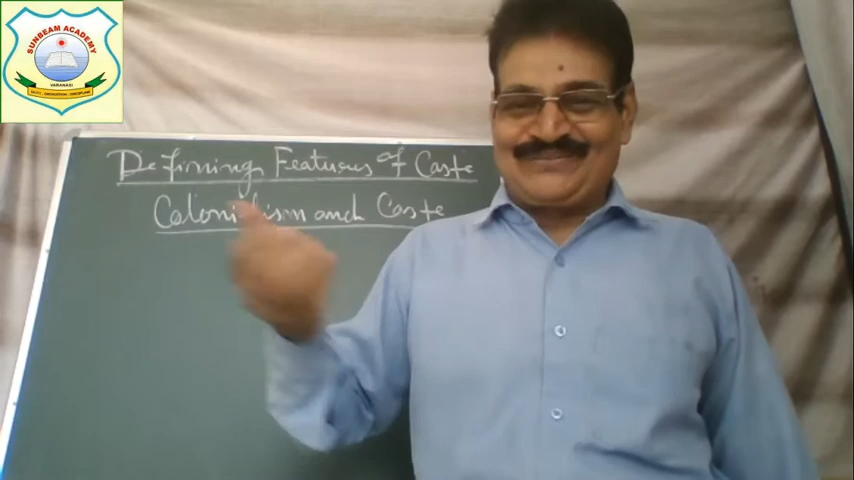 SUNBEAM ACADEMY
VARANASI
Defining Features of Caste
Colonialism and Caste